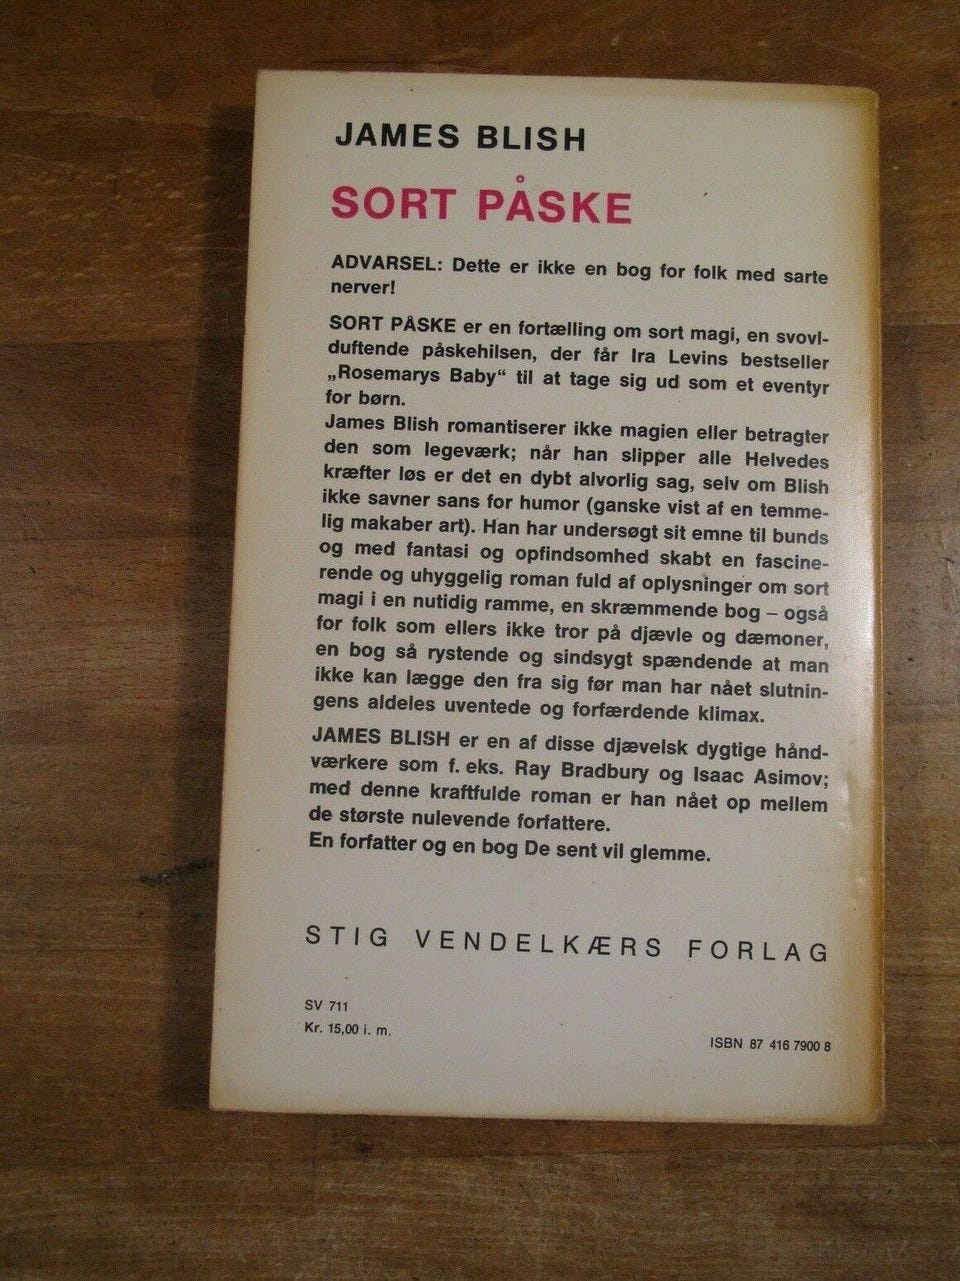 JAMES BLISH
SORT PÅSKE
ADVARSEL: Dette er ikke en bog for folk med sarte
nerver!
SORT PÅSKE er en fortælling om sort magi, en svovl-
duftende påskehilsen, der får Ira Levins bestseller
„Rosemarys Baby“ til at tage sig ud som et eventyr
for børn.
James Blish romantiserer ikke magien eller betragter
den som legeværk; når han slipper alle Helvedes
kræfter løs er det en dybt alvorlig sag, selv om Blish
ikke savner sans for humor (ganske vist af en temme-
lig makaber art). Han har undersøgt sit emne til bunds
og med fantasi og opfindsomhed skabt en fascine-
rende og uhyggelig roman fuld af oplysninger om sort
magi i en nutidig ramme, en skræmmende bog – også
for folk som ellers ikke tror på djævle og dæmoner,
en bog så rystende og sindsygt spændende at man
ikke kan lægge den fra sig før man har nået slutnin-
gens aldeles uventede og forfærdende klimax.
JAMES BLISH er en af disse djævelsk dygtige hånd-
værkere som f. eks. Ray Bradbury og Isaac Asimov;
med denne kraftfulde roman er han nået op mellem
de største nulevende forfattere.
En forfatter og en bog De sent vil glemme.
STIG VENDELKÆRS FORLAG
SV 711
Kr. 15,00 i. m.
ISBN 87 416 7900 8